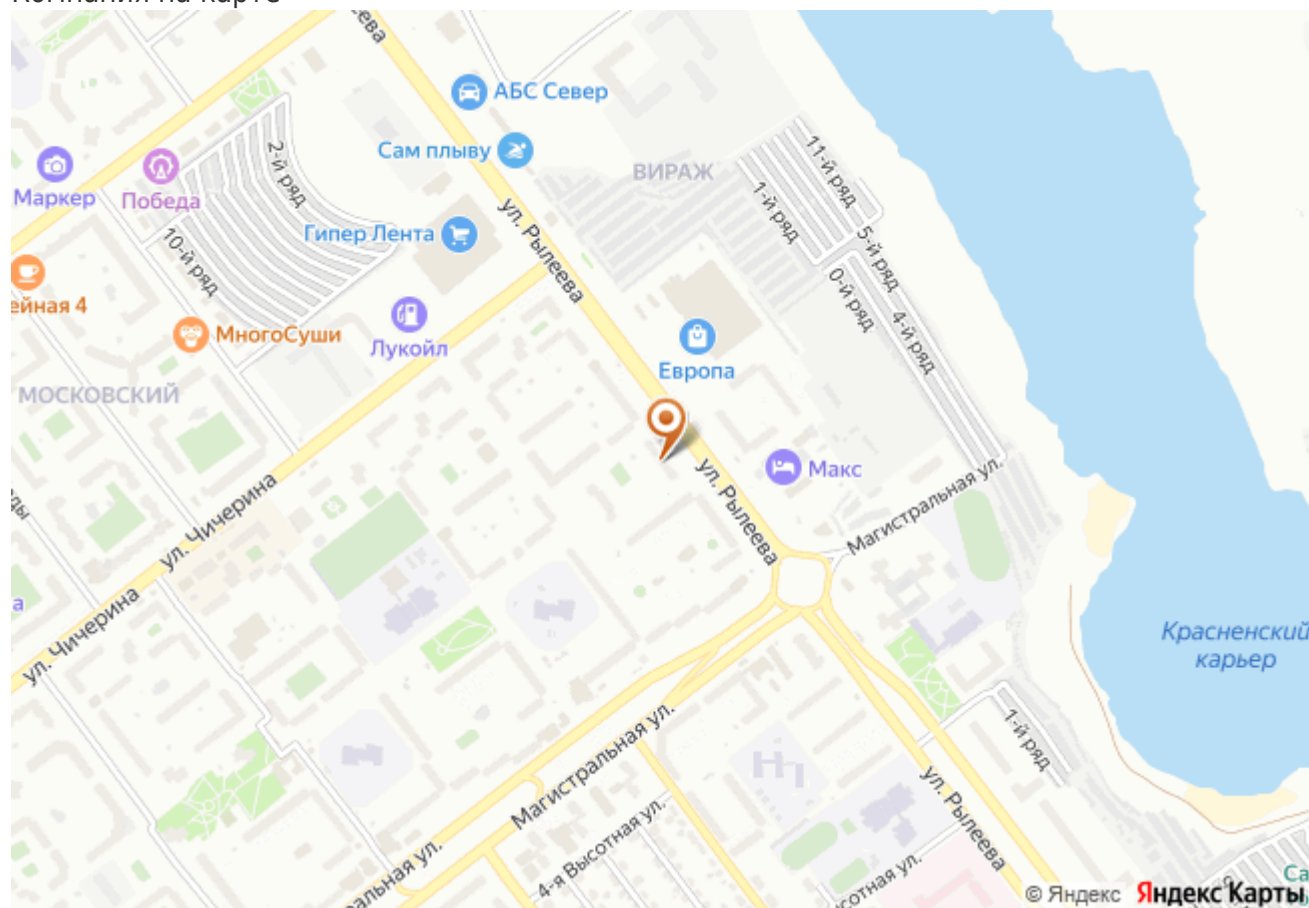 ул. Рылеева
АБС Север
Сам плыву
ВИРАЖ
11-й ряд
2-й ряд
1-й ряд
Маркер
Победа
Гипер Лента
5-й ряд
10-й ряд
0-й ряд
4-й ряд
ейная 4
МногоСуши
Лукойл
Европа
МОСКОВСКИЙ
Макс
ул. Рылеева
ул. Чичерина
Магистральная ул.
ул. Чичерина
Красненский
карьер
1-й ряд
Магистральная ул.
ул. Рылеева
4-я Высотная ул.
альная ул.
сотная ул.
Са
© Яндекс Яндекс Карты